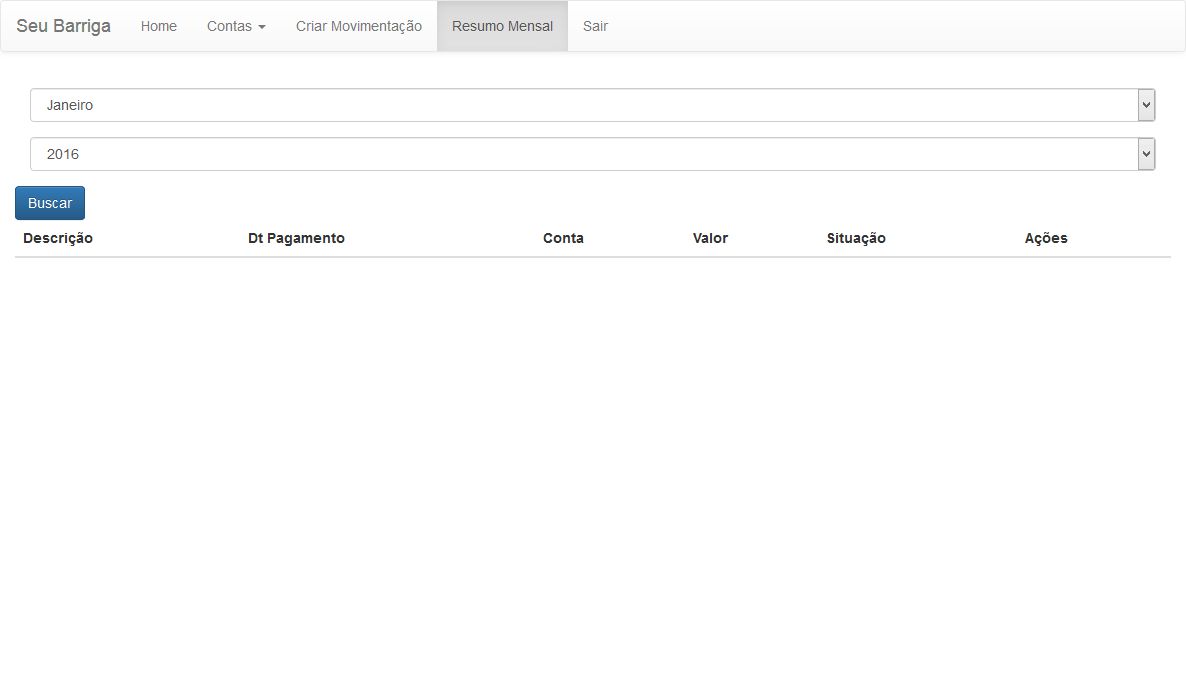 Seu Barriga Home Contas Criar Movimentação Resumo Mensal Sair
Janeiro
2016
Buscar
Descrição Dt Pagamento Conta Valor Situação Ações